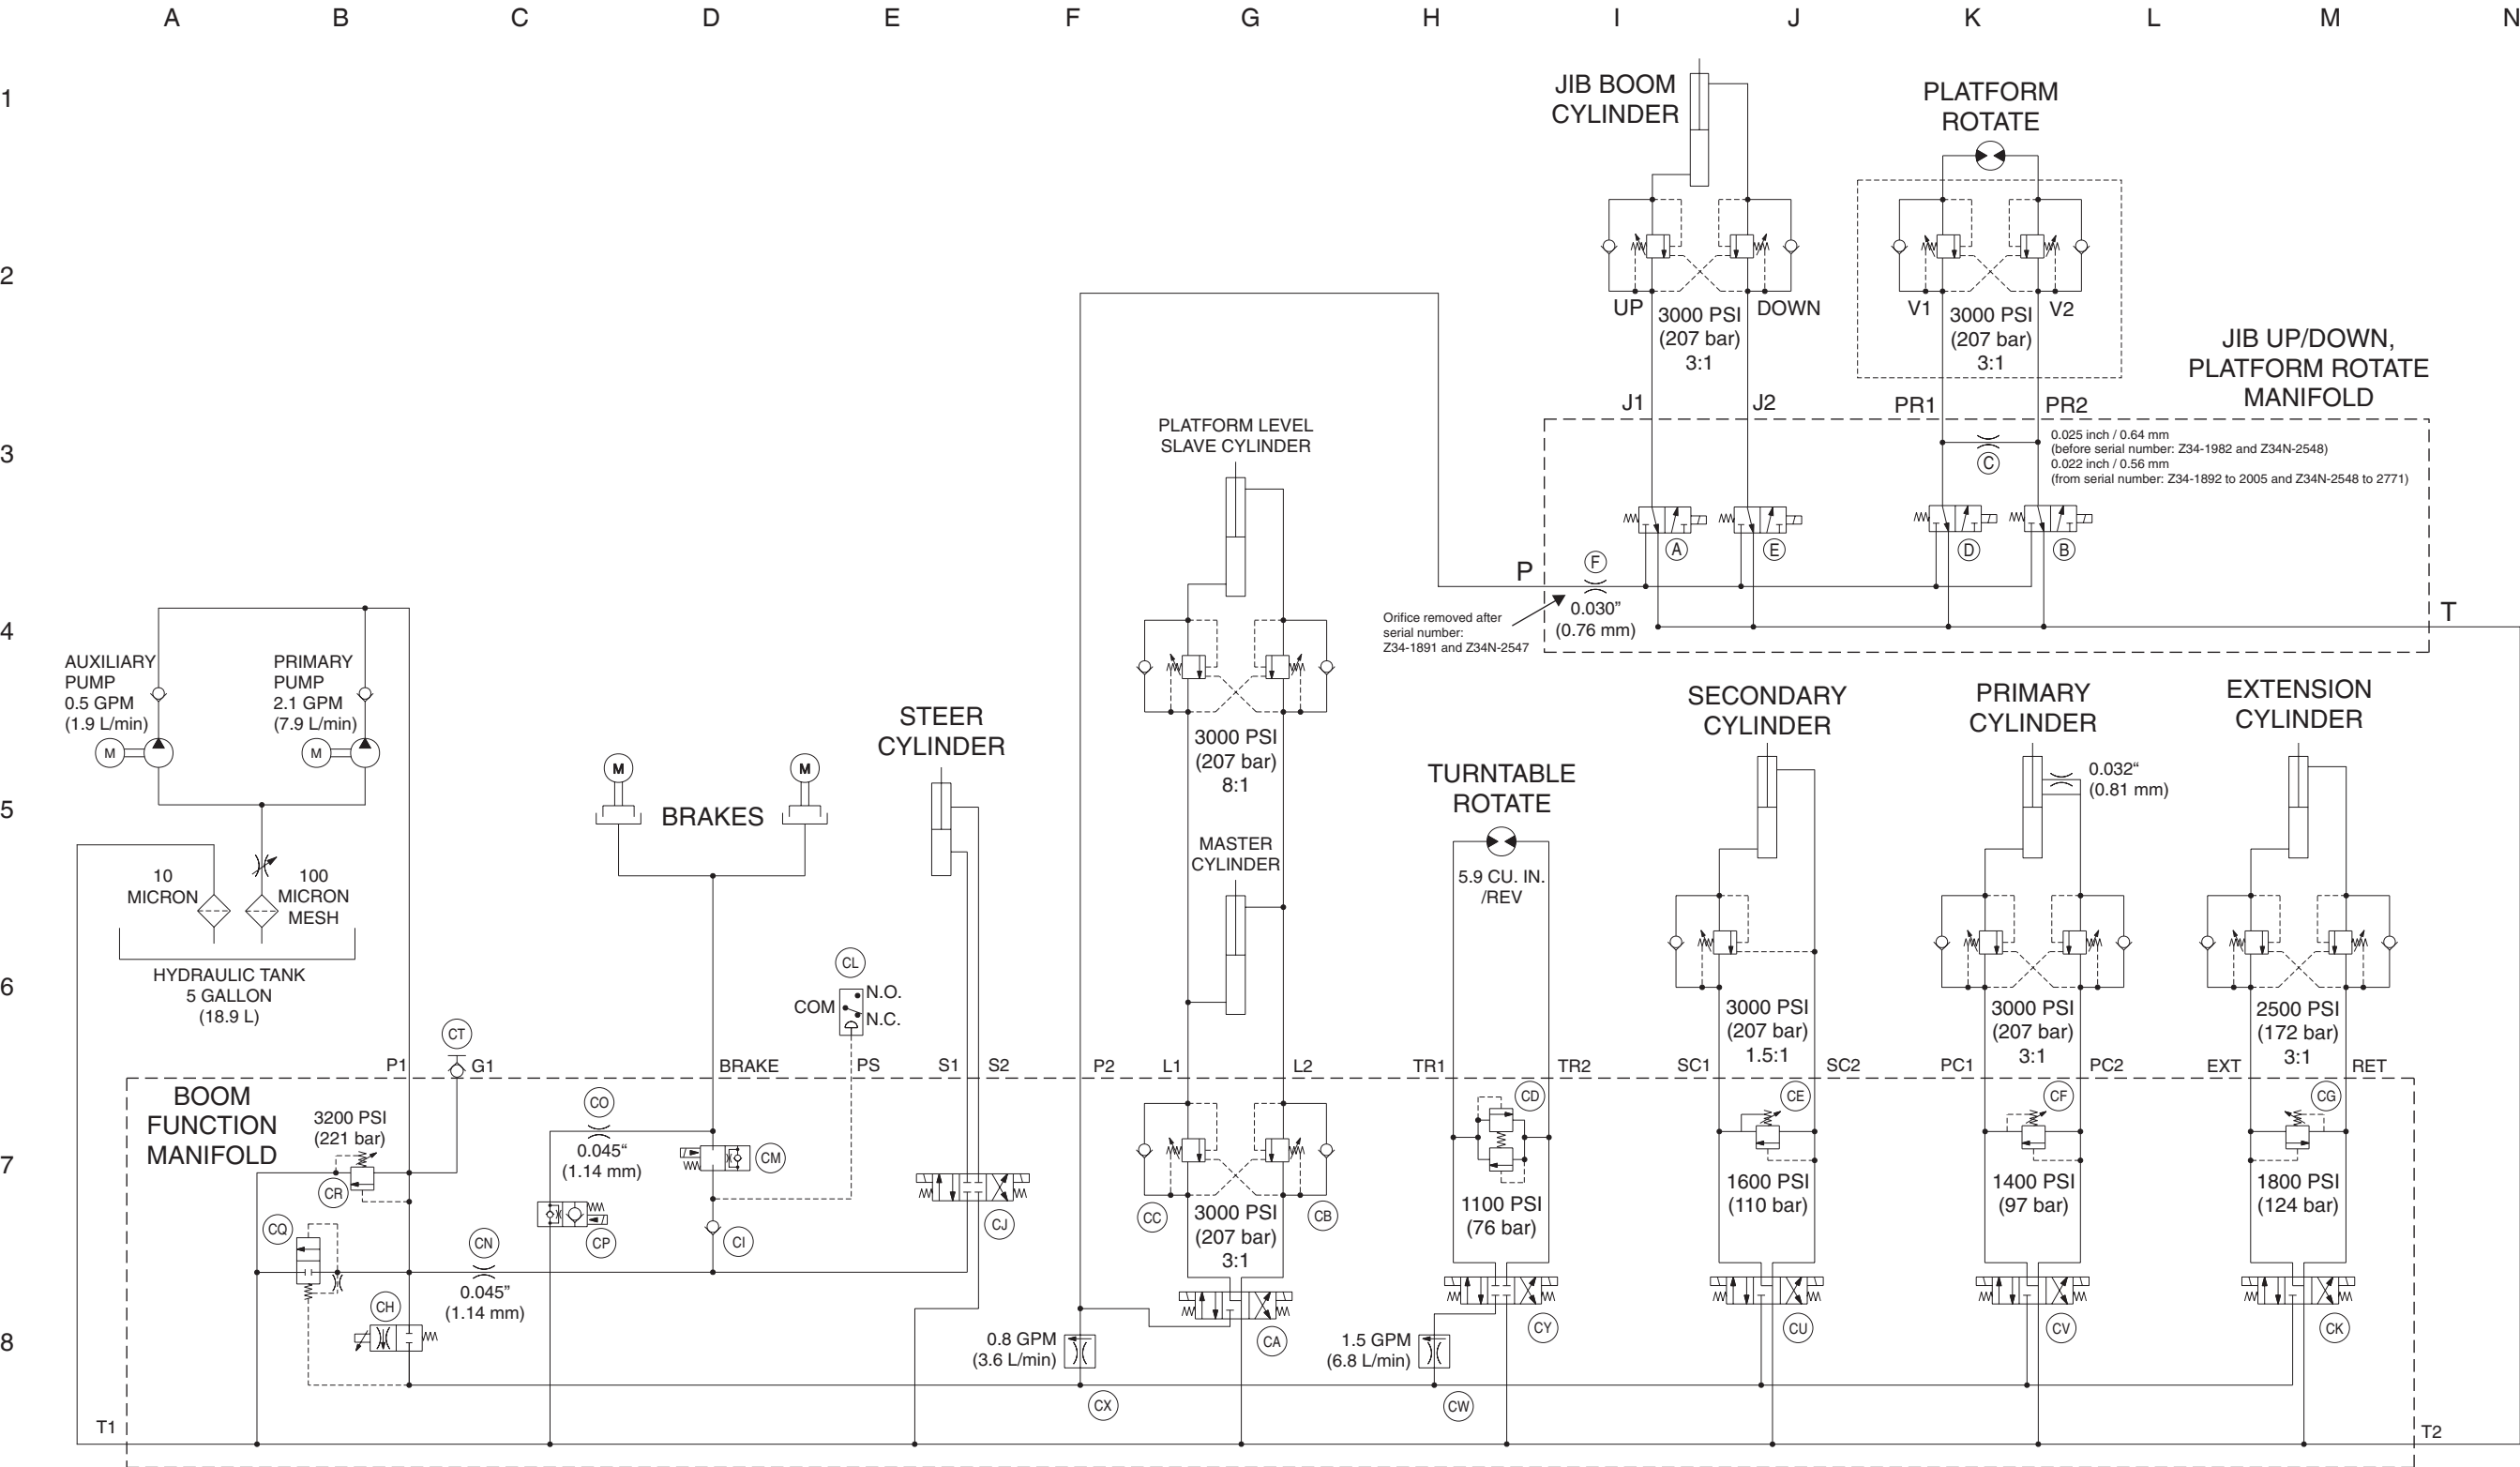 A B C D E F G H I J K L M N
1
2
3
4
5
6
7
8
JIB BOOM
CYLINDER
PLATFORM
ROTATE
UP
DOWN
3000 PSI
(207 bar)
3:1
V1
V2
3000 PSI
(207 bar)
3:1
JIB UP/DOWN,
PLATFORM ROTATE
MANIFOLD
J1
J2
PR1
PR2
0.025 inch / 0.64 mm
(before serial number: Z34-1982 and Z34N-2548)
0.022 inch / 0.56 mm
(from serial number: Z34-1892 to 2005 and Z34N-2548 to 2771)
C
A
E
D
B
P
F
0.030”
(0.76 mm)
T
Orifice removed after
serial number:
Z34-1891 and Z34N-2547
PLATFORM LEVEL
SLAVE CYLINDER
3000 PSI
(207 bar)
8:1
MASTER
CYLINDER
AUXILIARY
PUMP
0.5 GPM
(1.9 L/min)
M
PRIMARY
PUMP
2.1 GPM
(7.9 L/min)
M
10
MICRON
100
MICRON
MESH
HYDRAULIC TANK
5 GALLON
(18.9 L)
M
M
BRAKES
STEER
CYLINDER
CL
COM
N.O.
N.C.
TURNTABLE
ROTATE
5.9 CU. IN.
/REV
SECONDARY
CYLINDER
3000 PSI
(207 bar)
1.5:1
PRIMARY
CYLINDER
0.032“
(0.81 mm)
3000 PSI
(207 bar)
3:1
EXTENSION
CYLINDER
2500 PSI
(172 bar)
3:1
CT
P1
G1
BRAKE
PS
S1
S2
P2
L1
L2
TR1
TR2
SC1
SC2
PC1
PC2
EXT
RET
BOOM
FUNCTION
MANIFOLD
3200 PSI
(221 bar)
CR
CQ
CH
CN
0.045”
(1.14 mm)
CO
0.045“
(1.14 mm)
CP
CM
CI
CJ
CC
CB
3000 PSI
(207 bar)
3:1
CA
0.8 GPM
(3.6 L/min)
CX
CD
1100 PSI
(76 bar)
CY
1.5 GPM
(6.8 L/min)
CW
CE
1600 PSI
(110 bar)
CU
CF
1400 PSI
(97 bar)
CV
CG
1800 PSI
(124 bar)
CK
T1
T2